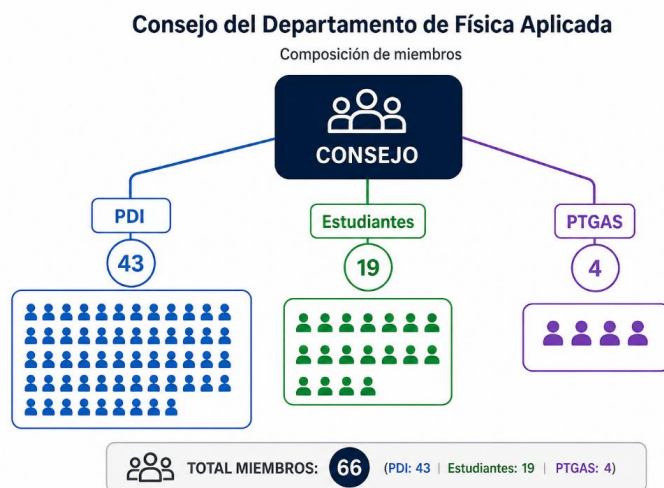 Consejo del Departamento de Física Aplicada
Composición de miembros
CONSEJO
PDI
43
Estudiantes
19
PTGAS
4
TOTAL MIEMBROS: 66 (PDI: 43 | Estudiantes: 19 | PTGAS: 4)